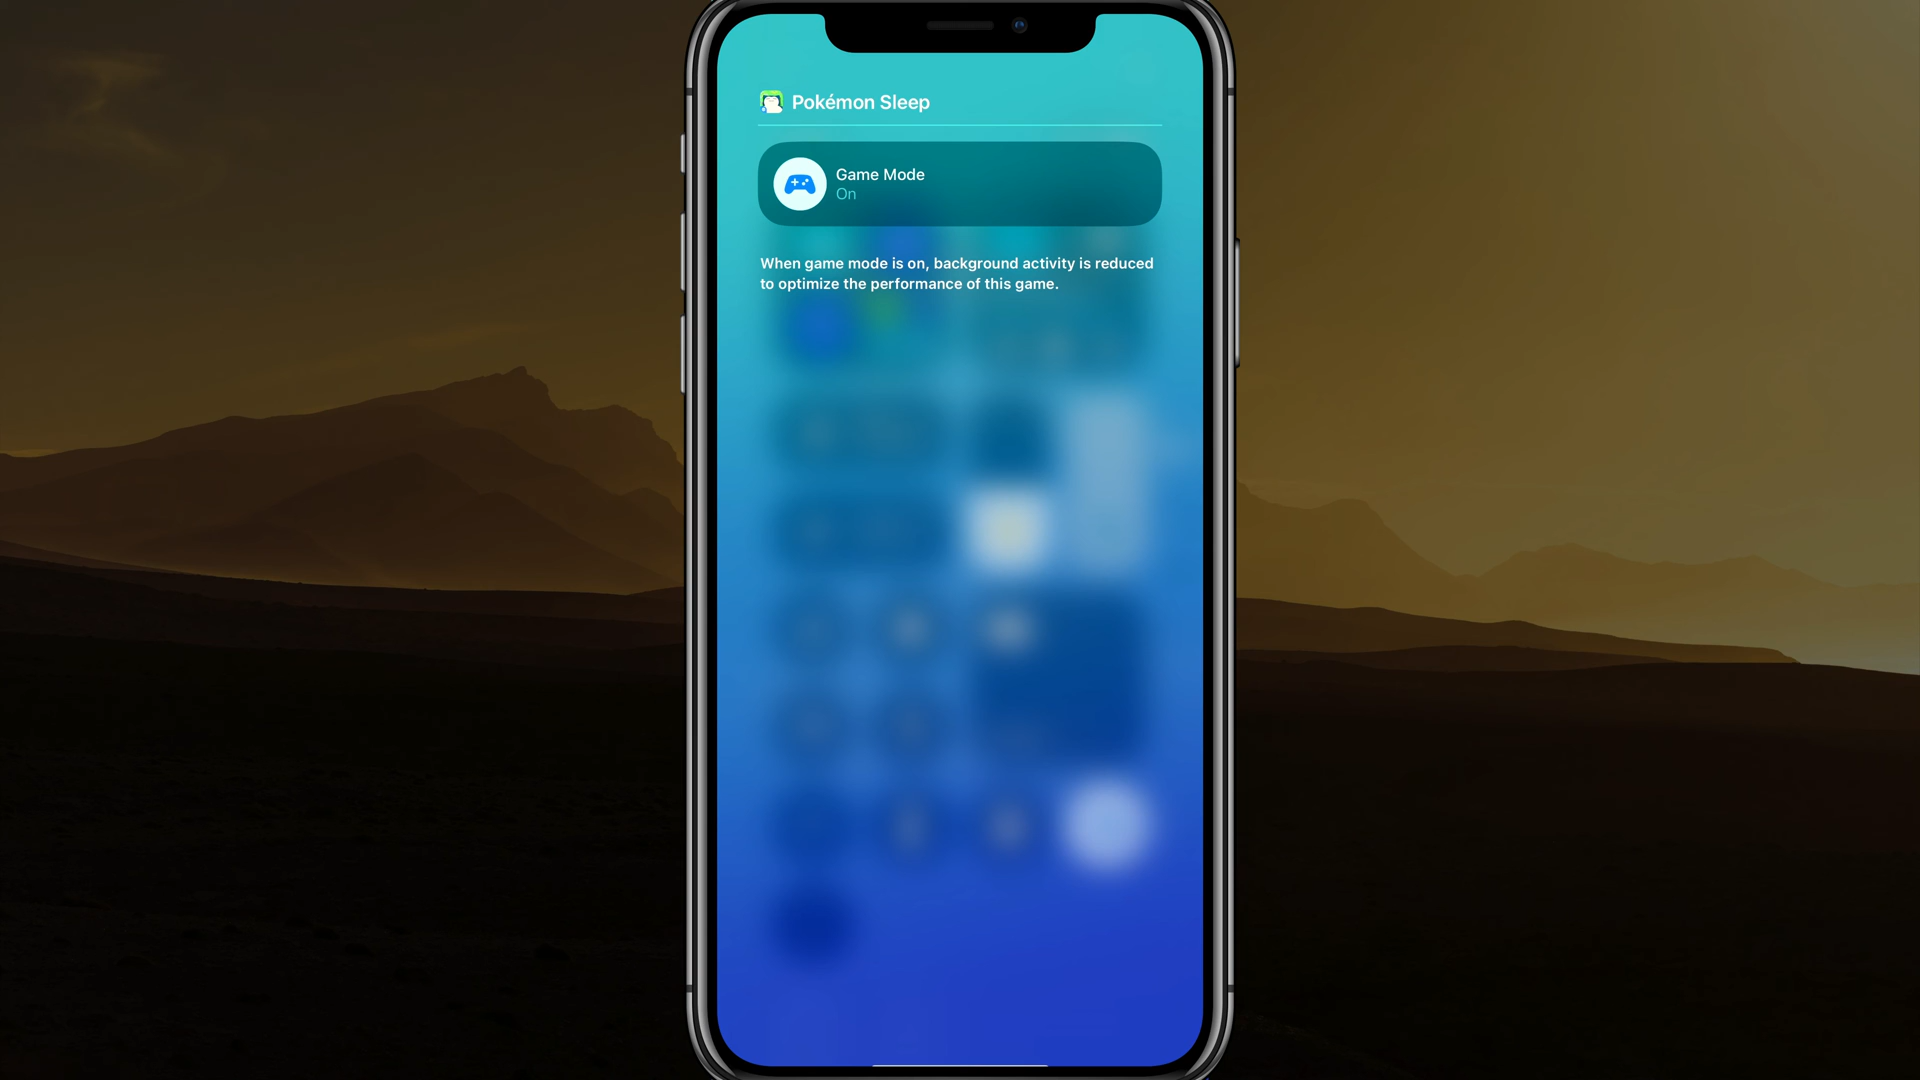 Pokémon Sleep
Game Mode
On
When game mode is on, background activity is reduced
to optimize the performance of this game.